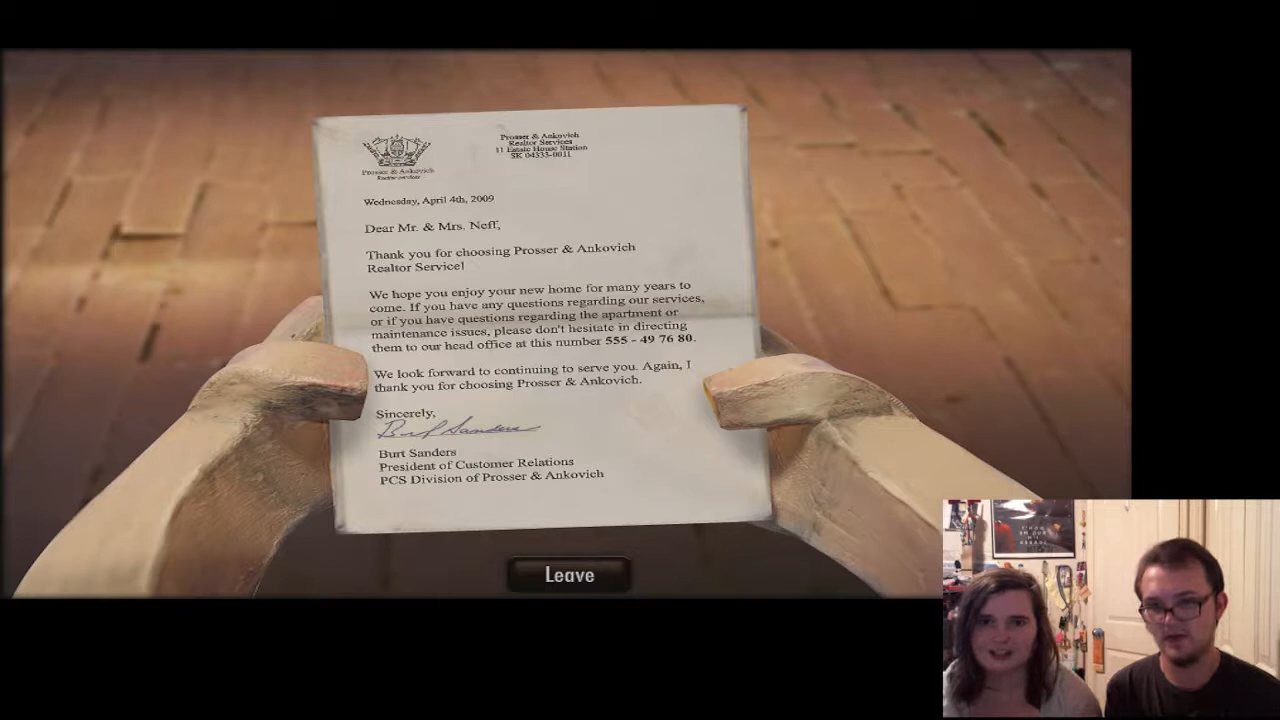 Prosser & Ankovich
Realtor Services
11 Estate House Station
SK 04333-0011
Prosser & Ankovich
Realtor services
Wednesday, April 4th, 2009
Dear Mr. & Mrs. Neff,
Thank you for choosing Prosser & Ankovich
Realtor Service!
We hope you enjoy your new home for many years to
come. If you have any questions regarding our services,
or if you have questions regarding the apartment or
maintenance issues, please don't hesitate in directing
them to our head office at this number 555 - 49 76 80.
We look forward to continuing to serve you. Again, I
thank you for choosing Prosser & Ankovich.
Sincerely,
Burt Sanders
Burt Sanders
President of Customer Relations
PCS Division of Prosser & Ankovich
Leave